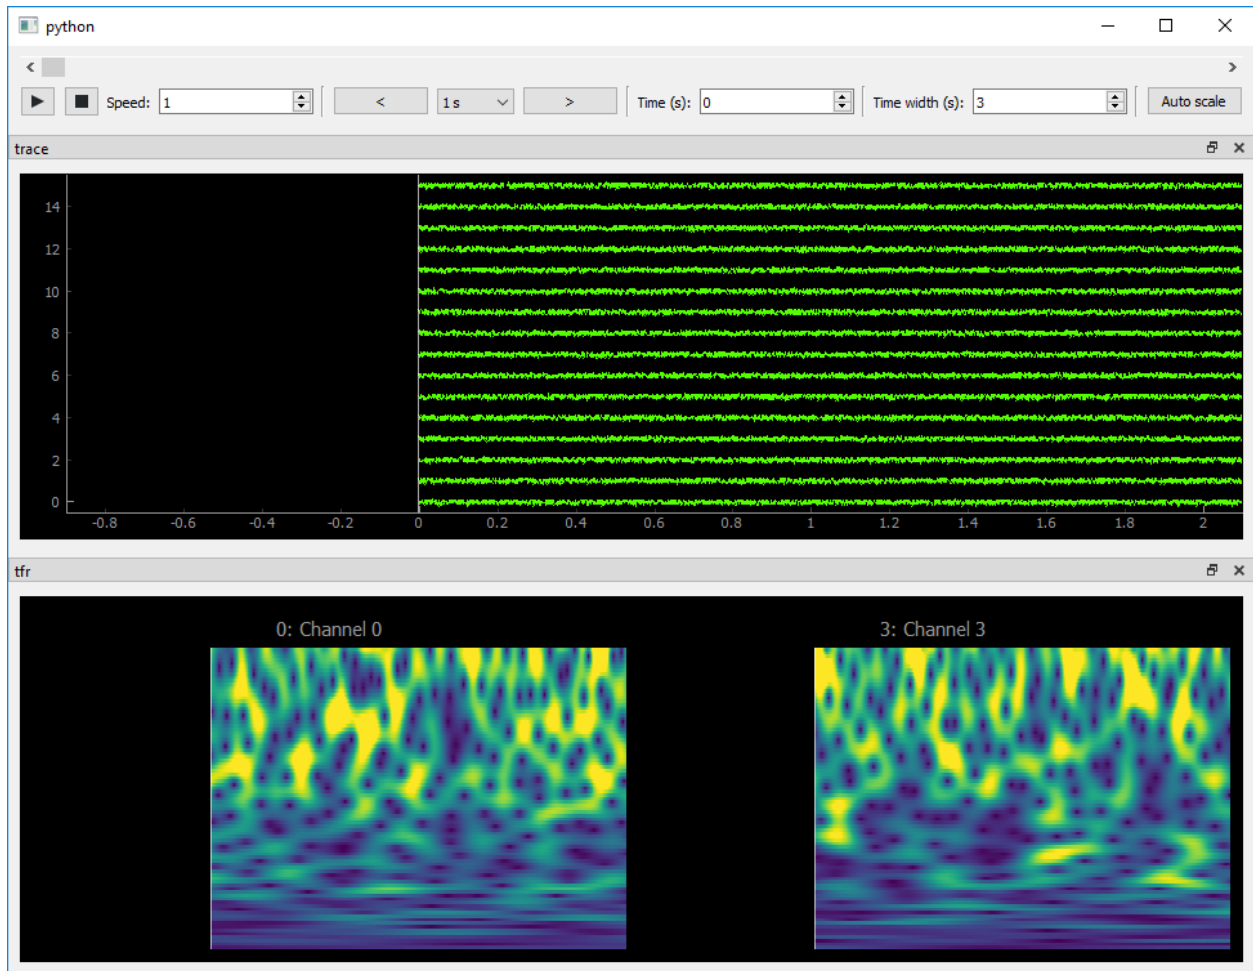 python
Speed: 1 < 1 s > Time (s): 0 Time width (s): 3 Auto scale
trace
14
12
10
8
6
4
2
0
-0.8 -0.6 -0.4 -0.2 0 0.2 0.4 0.6 0.8 1 1.2 1.4 1.6 1.8 2
tfr
0: Channel 0 3: Channel 3